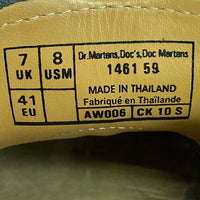 7 UK
8 USM
41 EU
Dr.Martens,Doc's,Doc Martens
1461 59
MADE IN THAILAND
Fabriqué en Thaïlande
AW006
CK 10 S